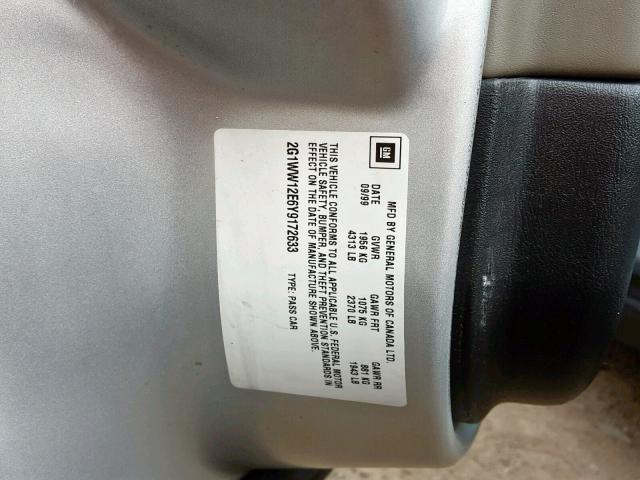 GM
MFD BY GENERAL MOTORS OF CANADA LTD.
DATE GVWR GAWR FRT GAWR RR
09/99 1956 KG 1075 KG 881 KG
4313 LB 2370 LB 1943 LB
THIS VEHICLE CONFORMS TO ALL APPLICABLE U.S. FEDERAL MOTOR
VEHICLE SAFETY, BUMPER, AND THEFT PREVENTION STANDARDS IN
EFFECT ON THE DATE OF MANUFACTURE SHOWN ABOVE.
2G1WW12E6Y9172633 TYPE: PASS CAR